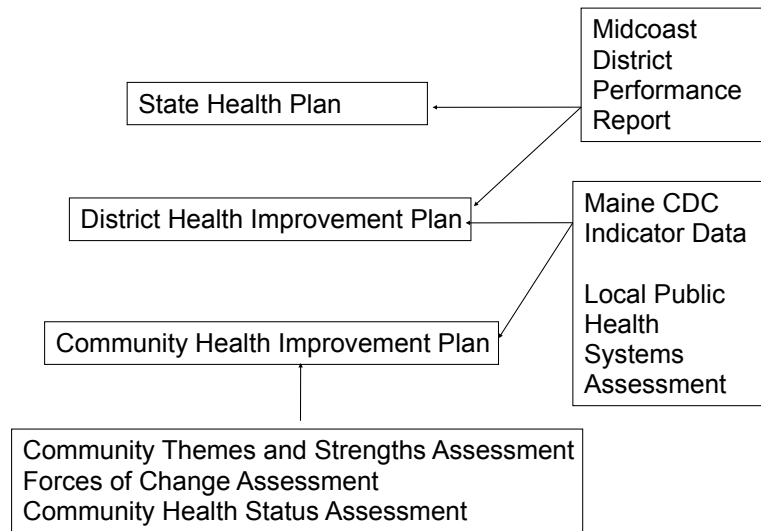 Midcoast
District
Performance
Report
State Health Plan
Maine CDC
Indicator Data
Local Public
Health
Systems
Assessment
District Health Improvement Plan
Community Health Improvement Plan
Community Themes and Strengths Assessment
Forces of Change Assessment
Community Health Status Assessment